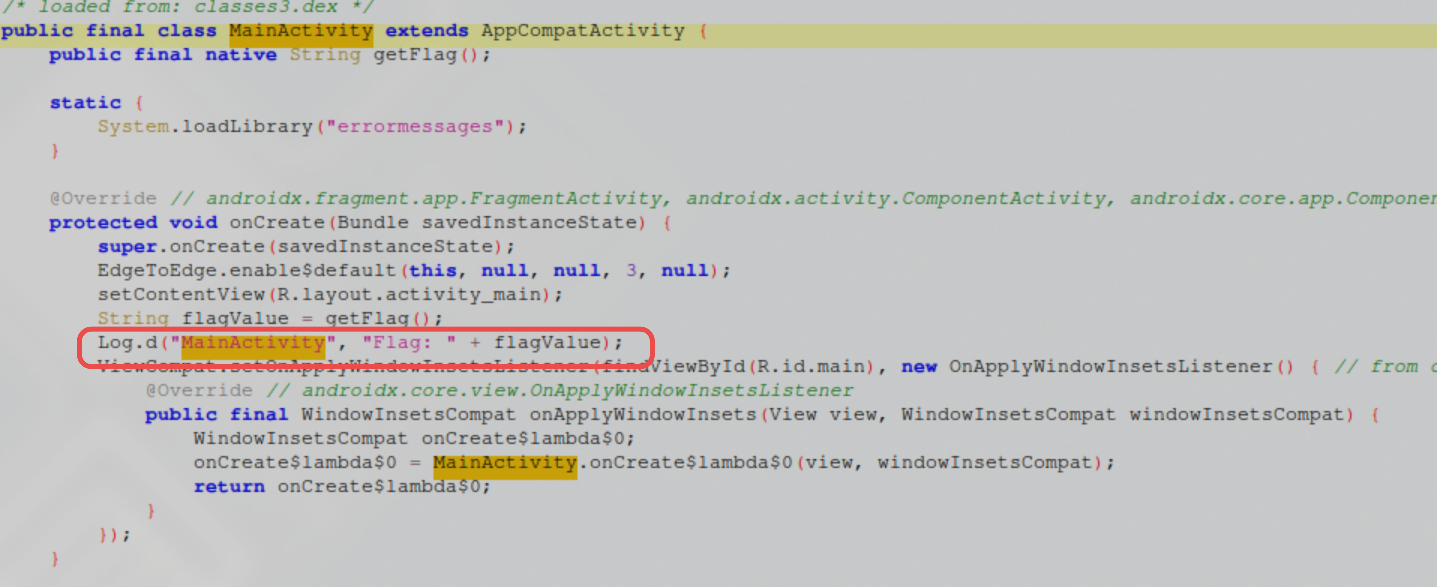 /* loaded from: classes3.dex */
public final class MainActivity extends AppCompatActivity {
    public final native String getFlag();
    static {
        System.loadLibrary("errormessages");
    }
    @Override // androidx.fragment.app.FragmentActivity, androidx.activity.ComponentActivity, androidx.core.app.Componen
    protected void onCreate(Bundle savedInstanceState) {
        super.onCreate(savedInstanceState);
        EdgeToEdge.enable$default(this, null, null, 3, null);
        setContentView(R.layout.activity_main);
        String flagValue = getFlag();
        Log.d("MainActivity", "Flag: " + flagValue);
        ViewCompat.setOnApplyWindowInsetsListener(findViewById(R.id.main), new OnApplyWindowInsetsListener() { // from
            @Override // androidx.core.view.OnApplyWindowInsetsListener
            public final WindowInsetsCompat onApplyWindowInsets(View view, WindowInsetsCompat windowInsetsCompat) {
                WindowInsetsCompat onCreate$lambda$0;
                onCreate$lambda$0 = MainActivity.onCreate$lambda$0(view, windowInsetsCompat);
                return onCreate$lambda$0;
            }
        });
    }